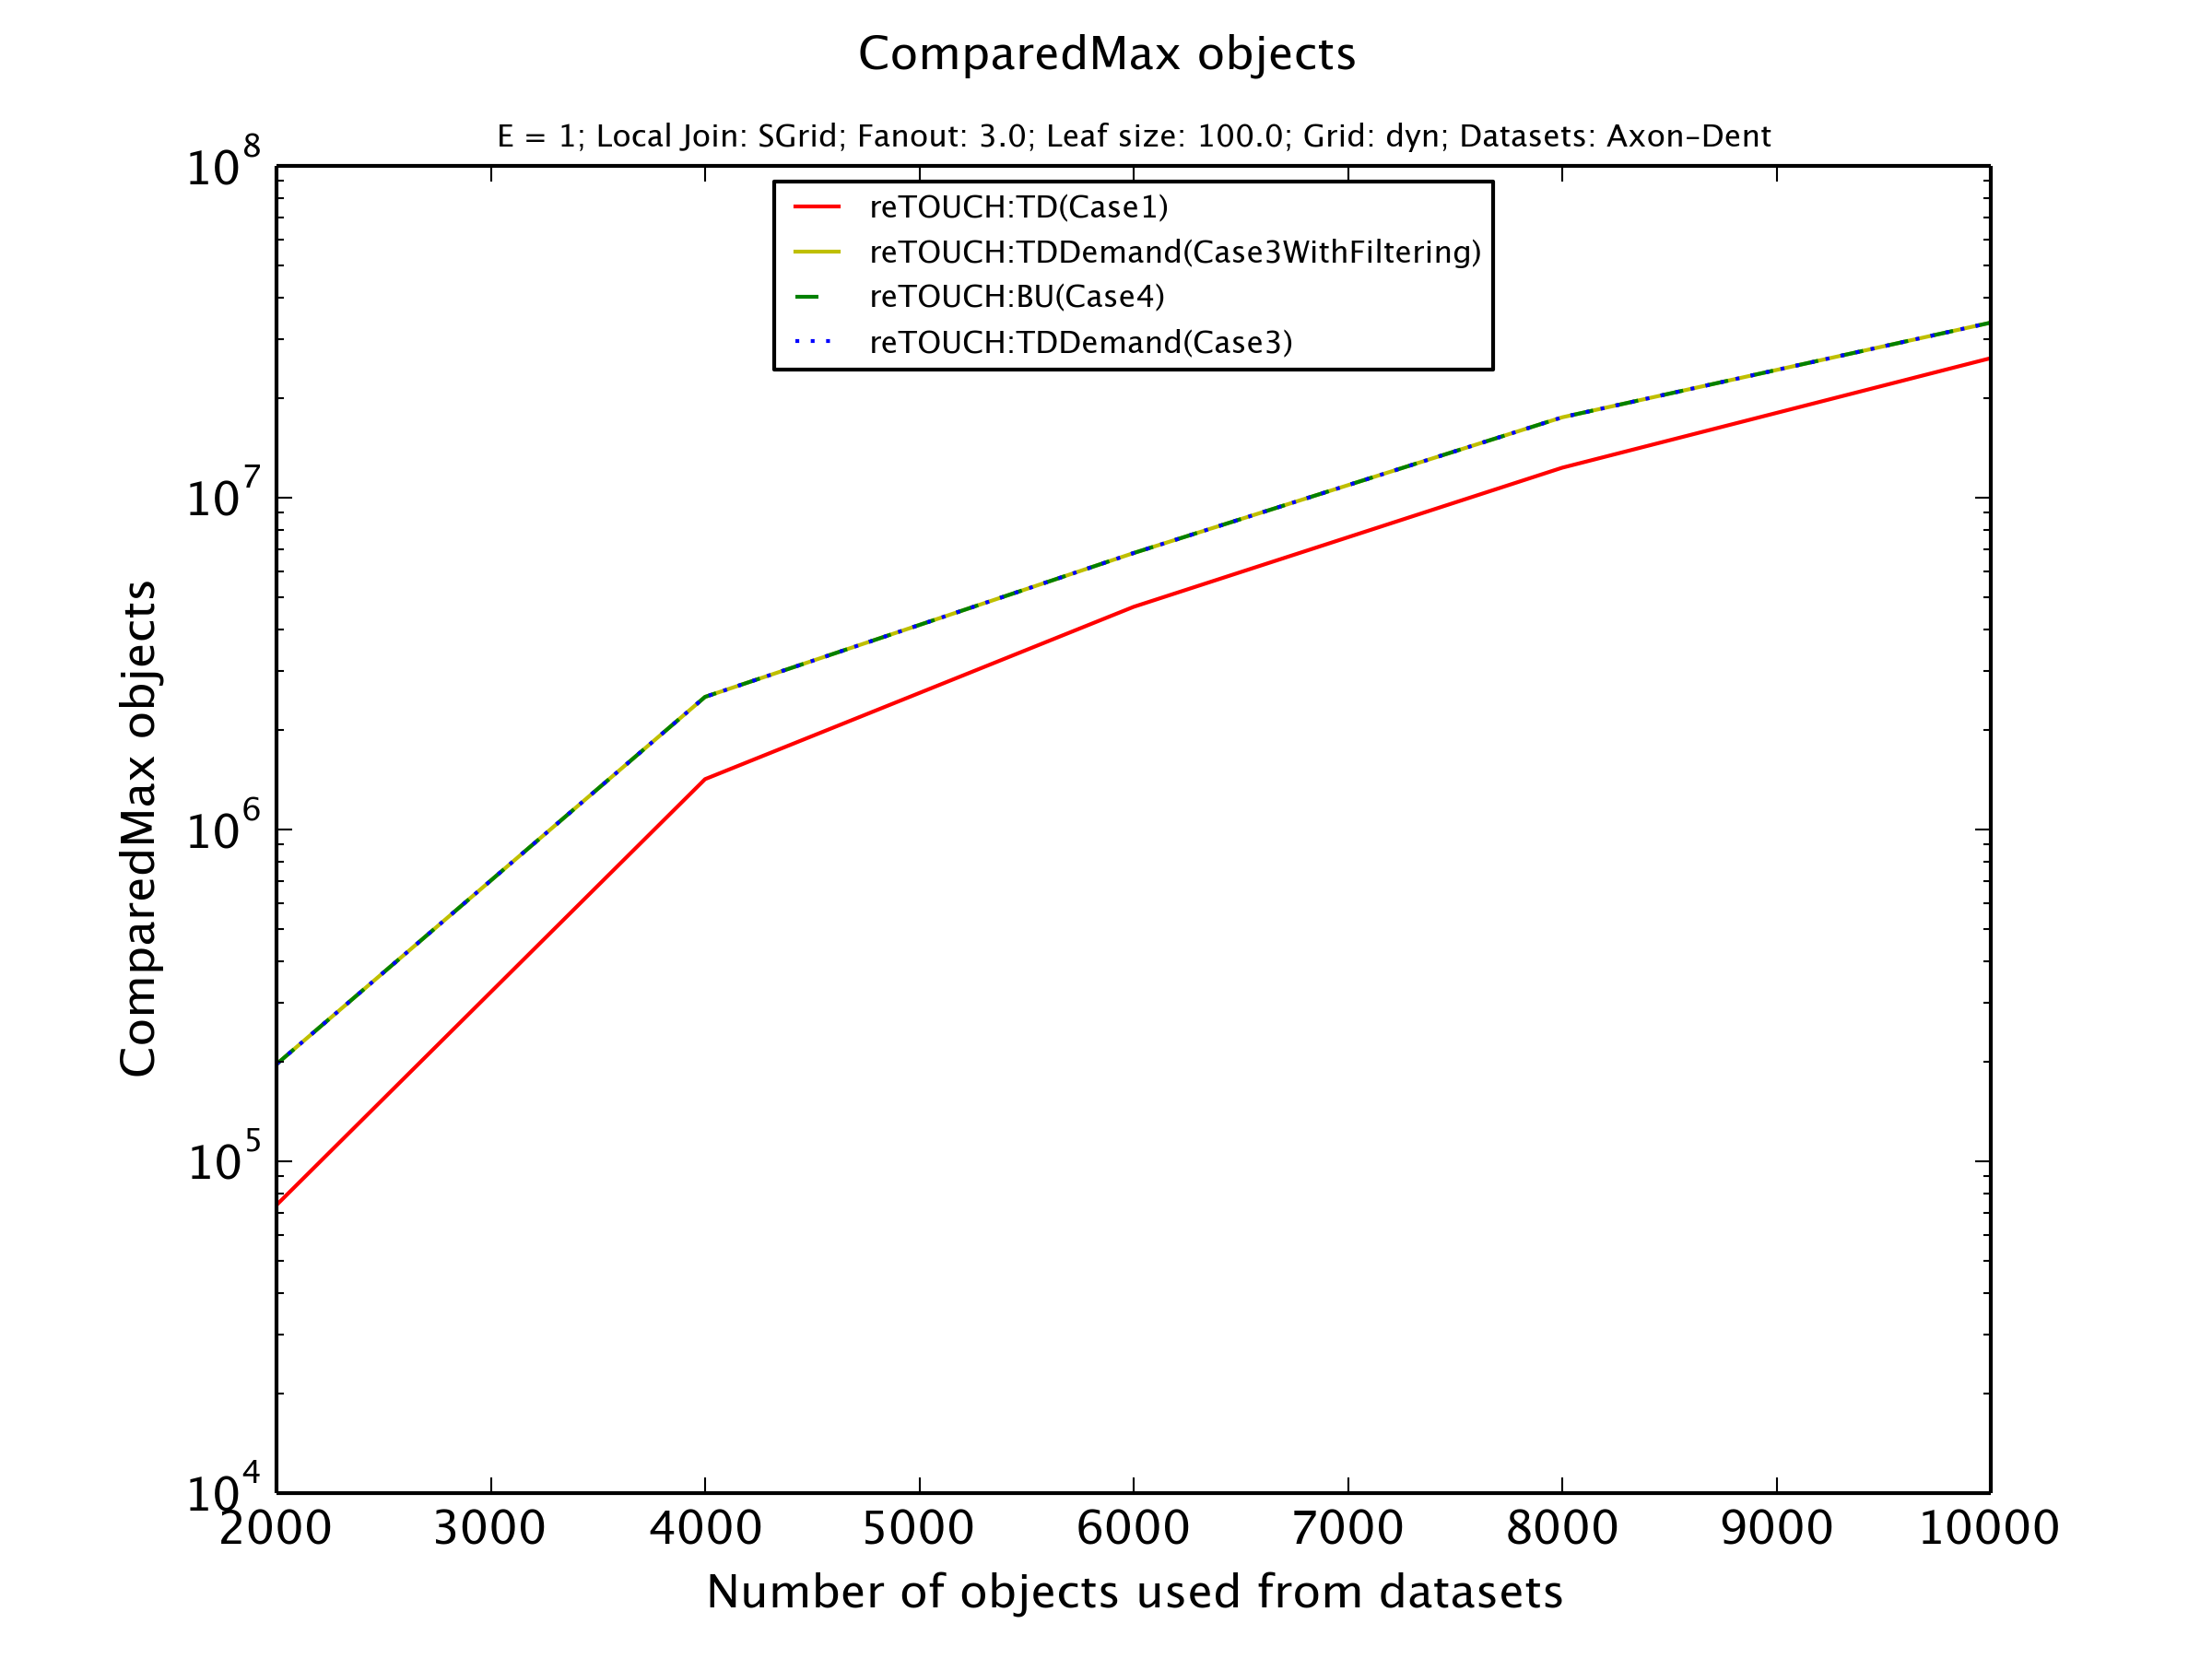 ComparedMax objects
E = 1; Local Join: SGrid; Fanout: 3.0; Leaf size: 100.0; Grid: dyn; Datasets: Axon-Dent
reTOUCH:TD(Case1)
reTOUCH:TDDemand(Case3WithFiltering)
reTOUCH:BU(Case4)
reTOUCH:TDDemand(Case3)
ComparedMax objects
10^8
10^7
10^6
10^5
10^4
2000 3000 4000 5000 6000 7000 8000 9000 10000
Number of objects used from datasets